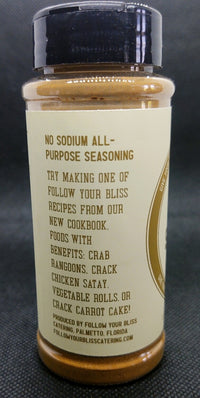 NO SODIUM ALL-
PURPOSE SEASONING
TRY MAKING ONE OF
FOLLOW YOUR BLISS
RECIPES FROM OUR
NEW COOKBOOK,
FOODS WITH
BENEFITS: CRAB
RANGOONS, CRACK
CHICKEN SATAY,
VEGETABLE ROLLS, OR
CRACK CARROT CAKE!
PRODUCED BY FOLLOW YOUR BLISS
CATERING, PALMETTO, FLORIDA
FOLLOWYOURBLISSCATERING.COM